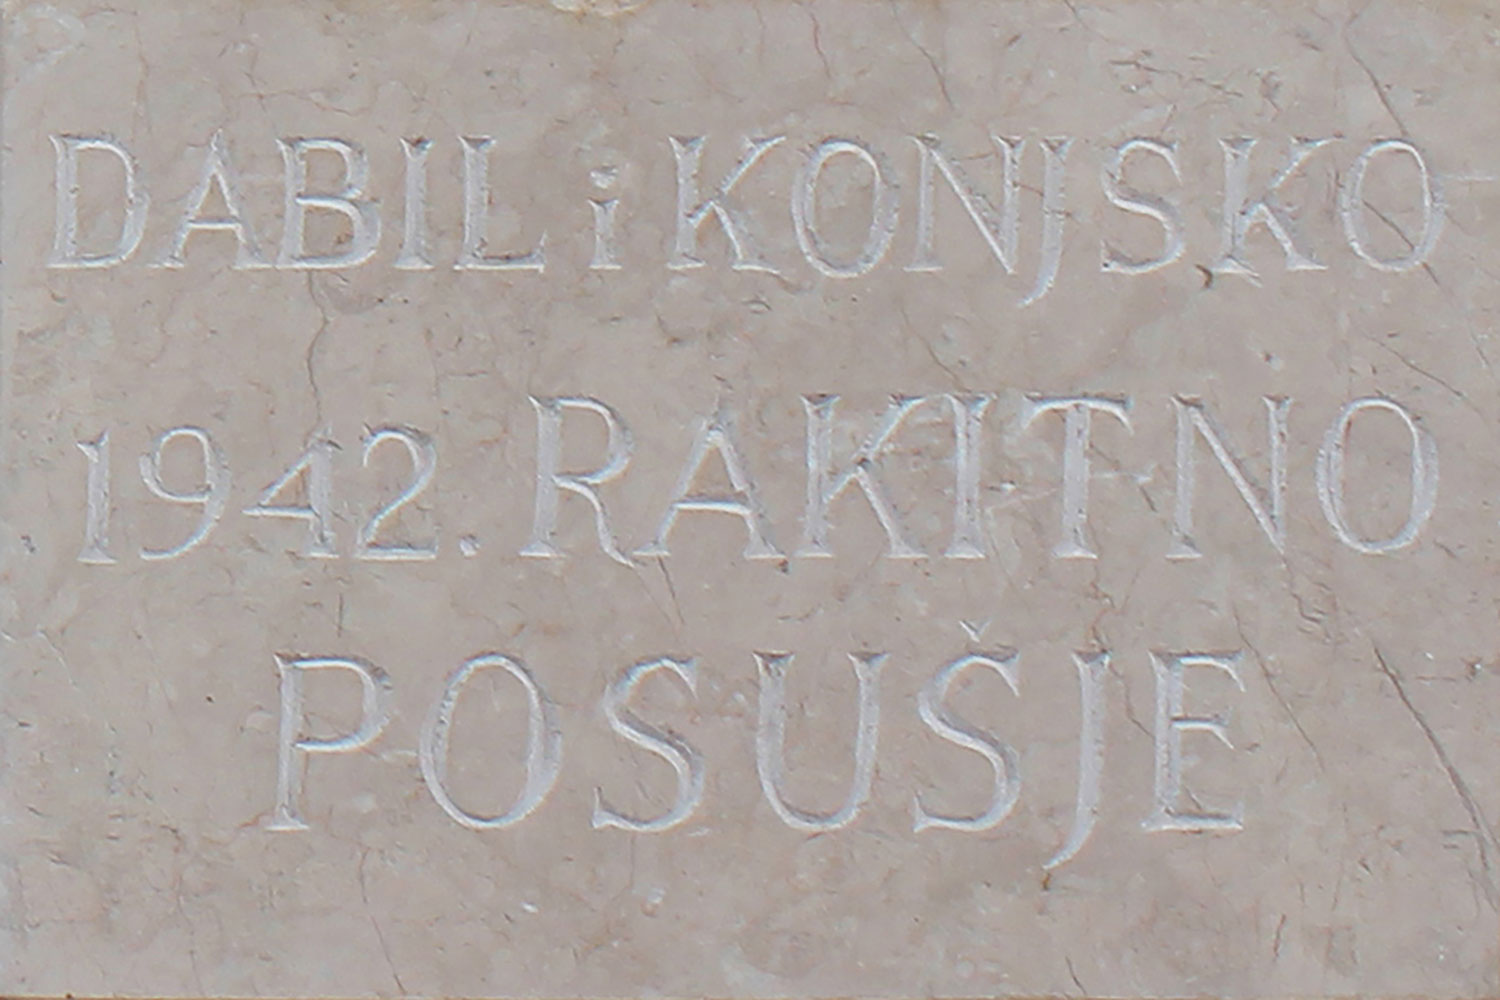 DABIL i KONJSKO
1942. RAKITNO
POSUŠJE